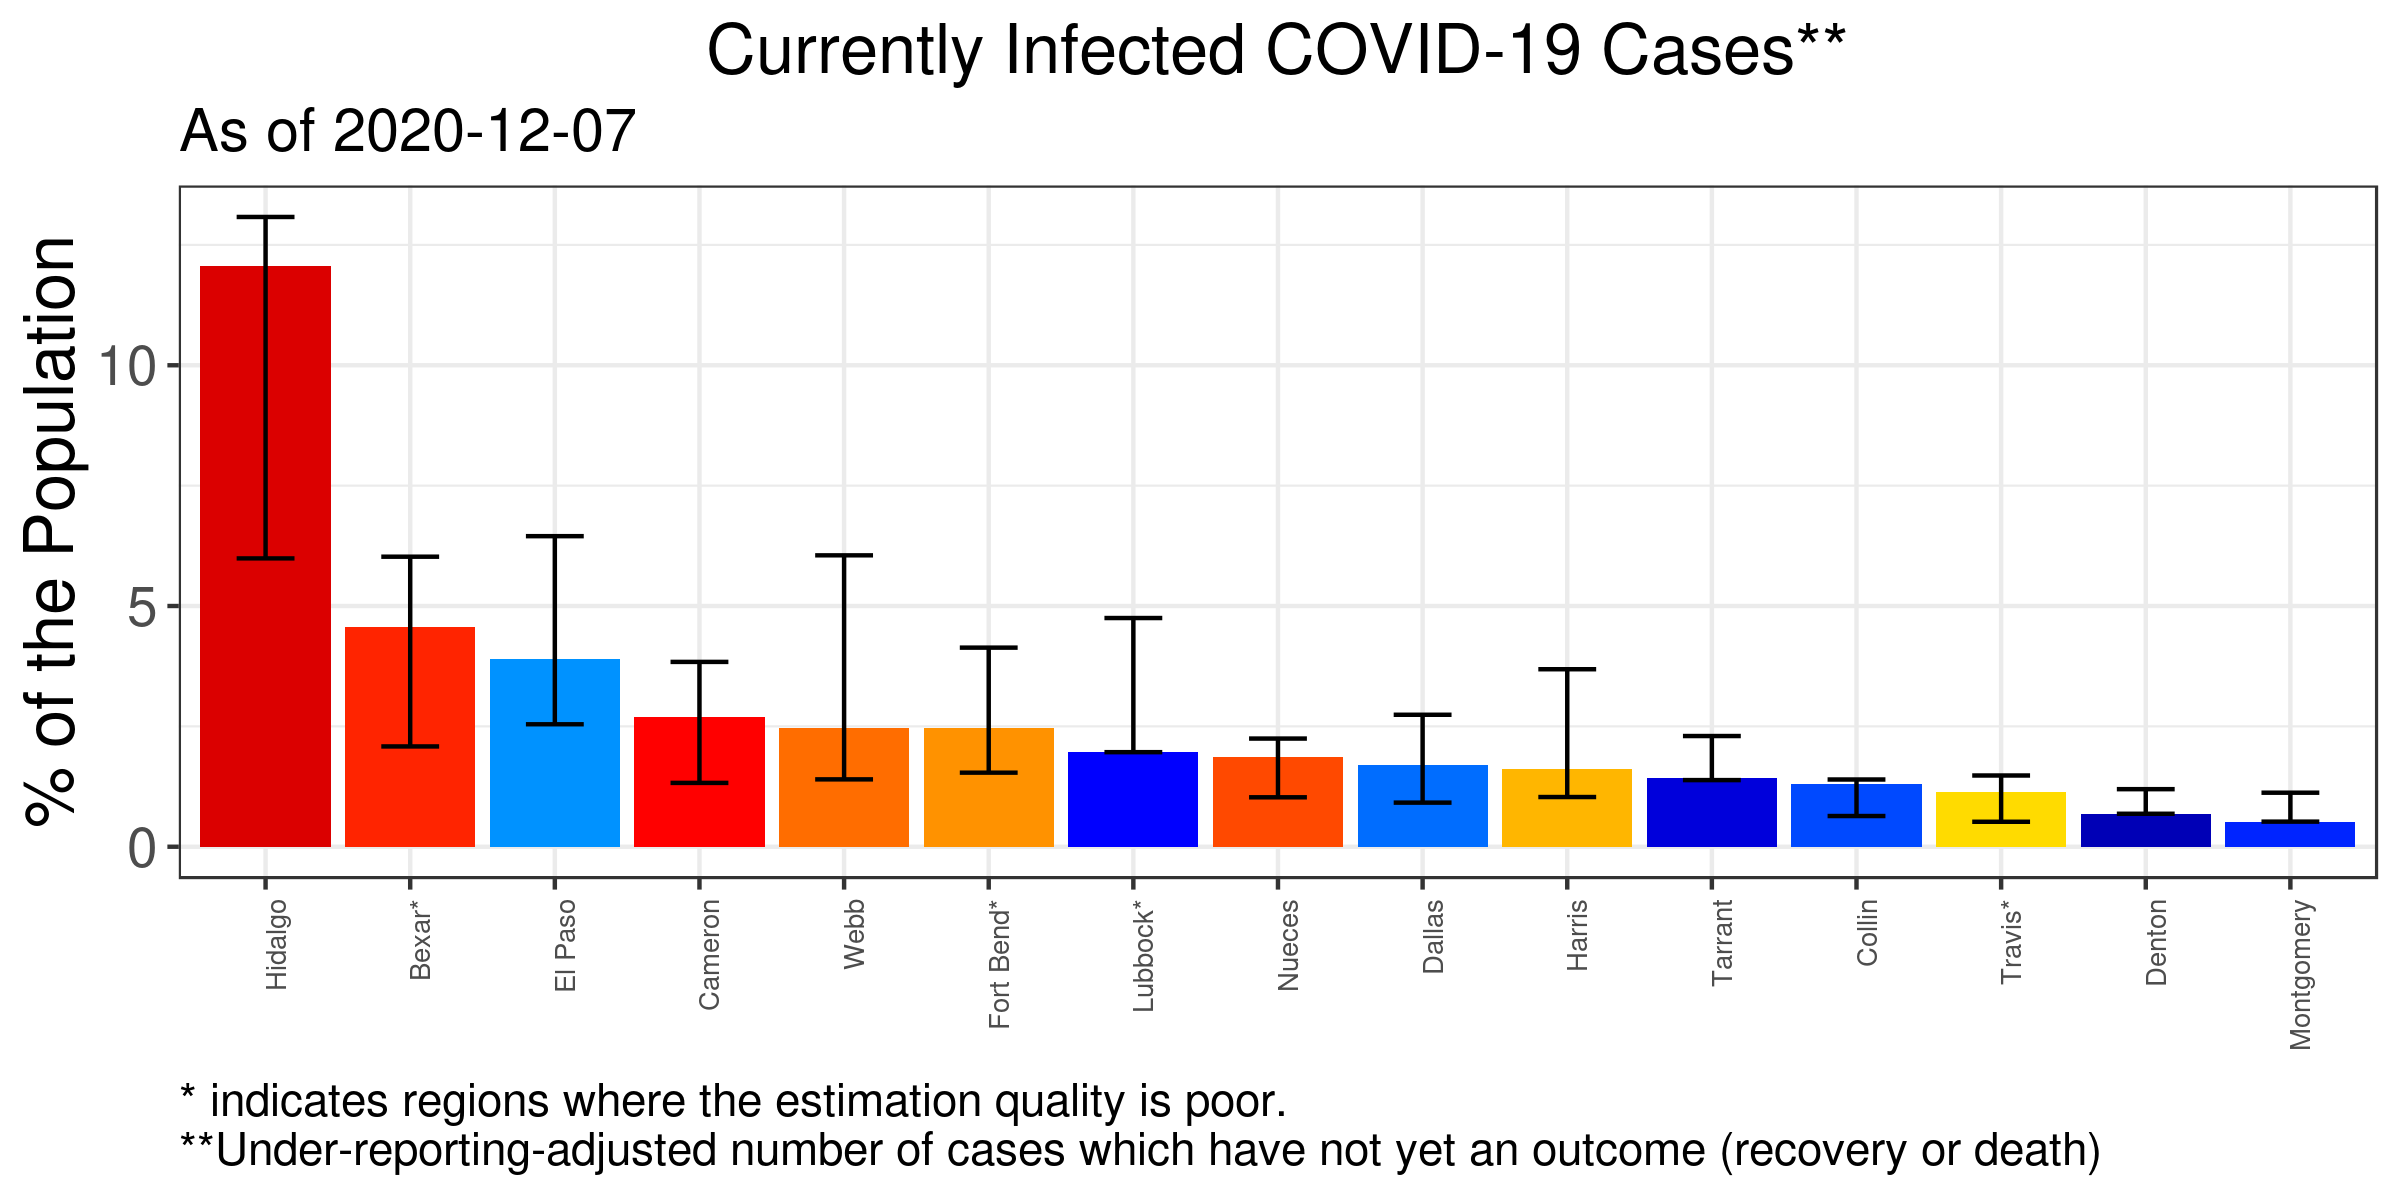 Currently Infected COVID-19 Cases**
As of 2020-12-07
% of the Population
10
5
0
Hidalgo
Bexar*
El Paso
Cameron
Webb
Fort Bend*
Lubbock*
Nueces
Dallas
Harris
Tarrant
Collin
Travis*
Denton
Montgomery
* indicates regions where the estimation quality is poor.
**Under-reporting-adjusted number of cases which have not yet an outcome (recovery or death)